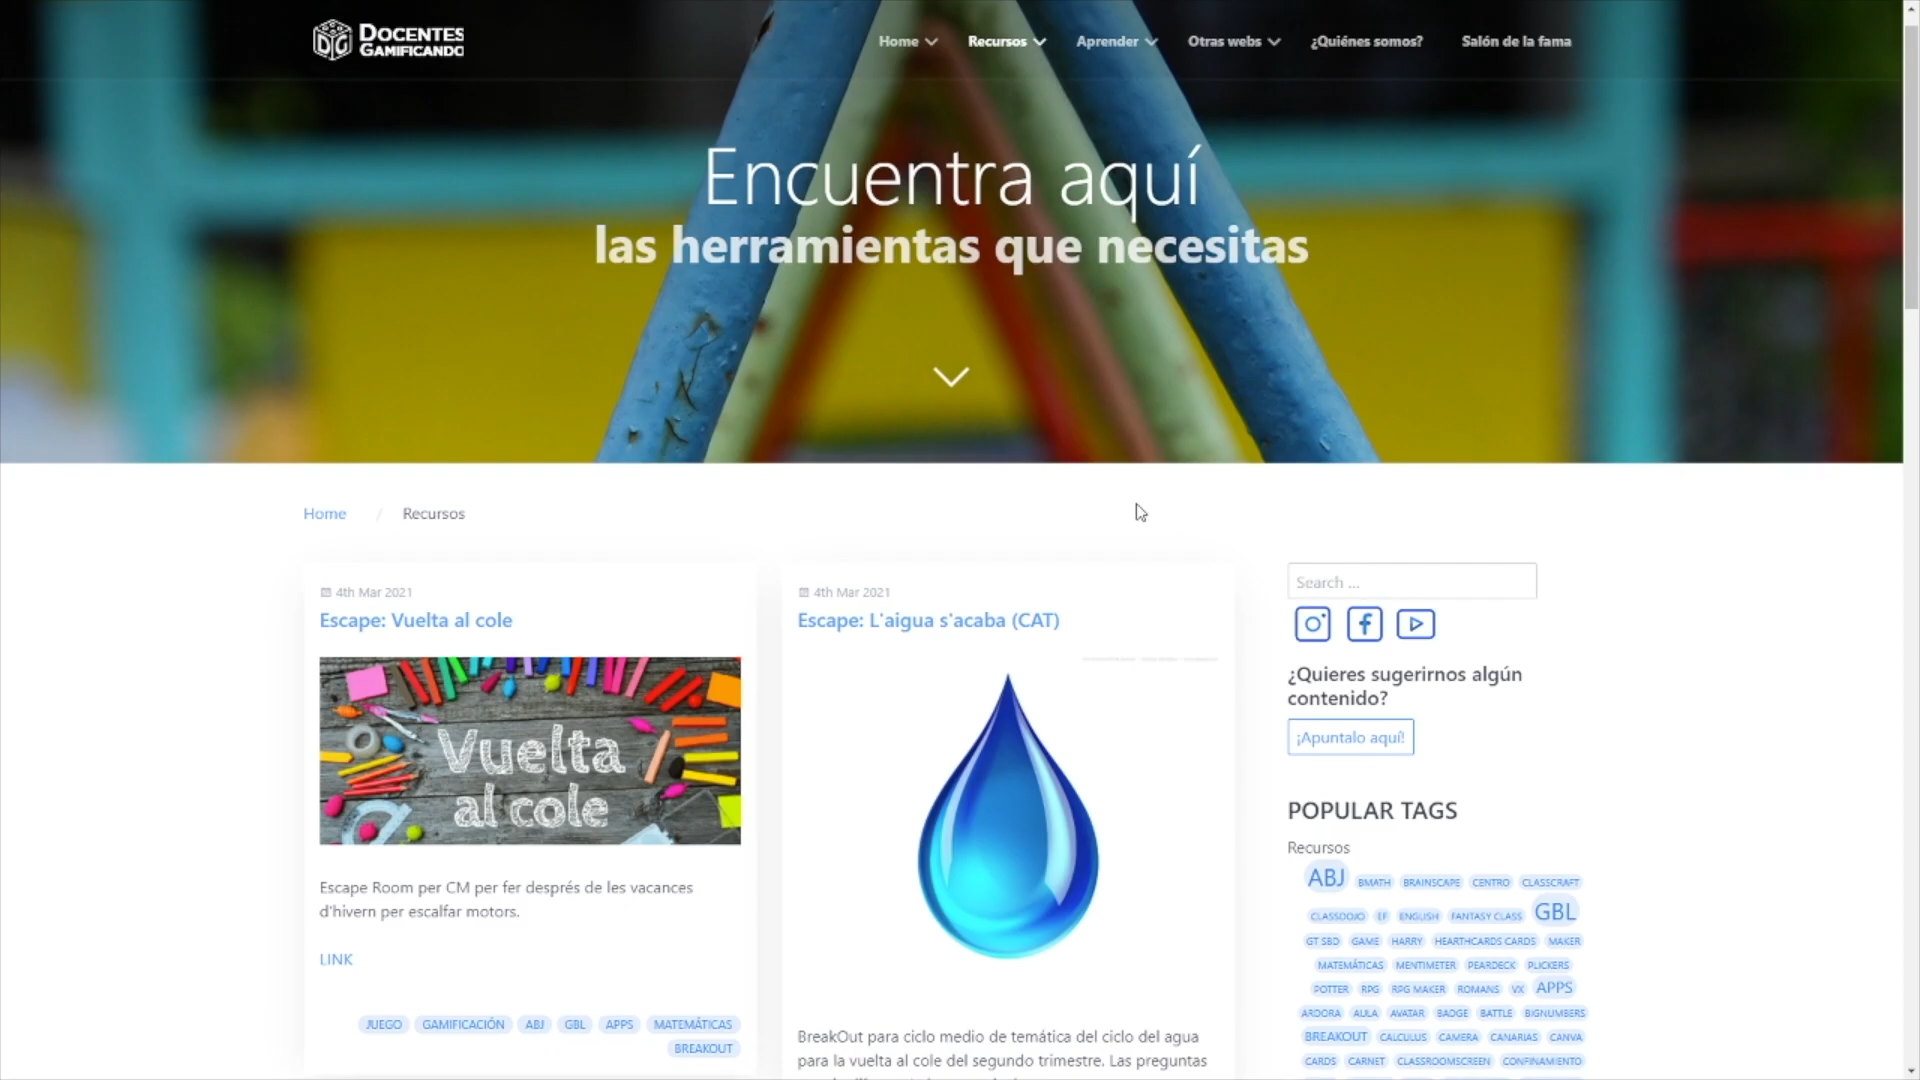 DOCENTES
GAMIFICANDO
Home
Recursos
Aprender
Otras webs
¿Quiénes somos?
Salón de la fama
Encuentra aquí
las herramientas que necesitas
Home / Recursos
4th Mar 2021
Escape: Vuelta al cole
Vuelta
al cole
Escape Room per CM per fer després de les vacances
d'hivern per escalfar motors.
LINK
JUEGO GAMIFICACIÓN ABJ GBL APPS MATEMÁTICAS
BREAKOUT
4th Mar 2021
Escape: L'aigua s'acaba (CAT)
BreakOut para ciclo medio de temática del ciclo del agua
para la vuelta al cole del segundo trimestre. Las preguntas
Search ...
¿Quieres sugerirnos algún
contenido?
¡Apuntalo aquí!
POPULAR TAGS
Recursos
ABJ BMATH BRAINSCAPE CENTRO CLASSCRAFT
CLASSDOJO EF ENGLISH FANTASY CLASS GBL
GT SBD GAME HARRY HEARTHCARDS CARDS MAKER
MATEMÁTICAS MENTIMETER PEARDECK PLICKERS
POTTER RPG RPG MAKER ROMANS VX APPS
ARDORA AULA AVATAR BADGE BATTLE BIGNUMBERS
BREAKOUT CALCULUS CAMERA CANARIAS CANVA
CARDS CARNET CLASSROOMSCREEN CONFINAMIENTO